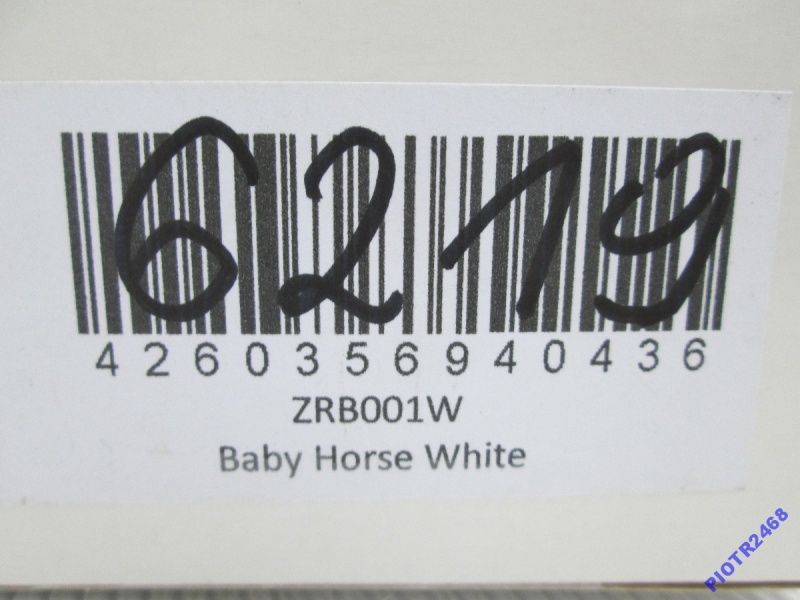 6219
4260356940436
ZRB001W
Baby Horse White
PIOTR2468